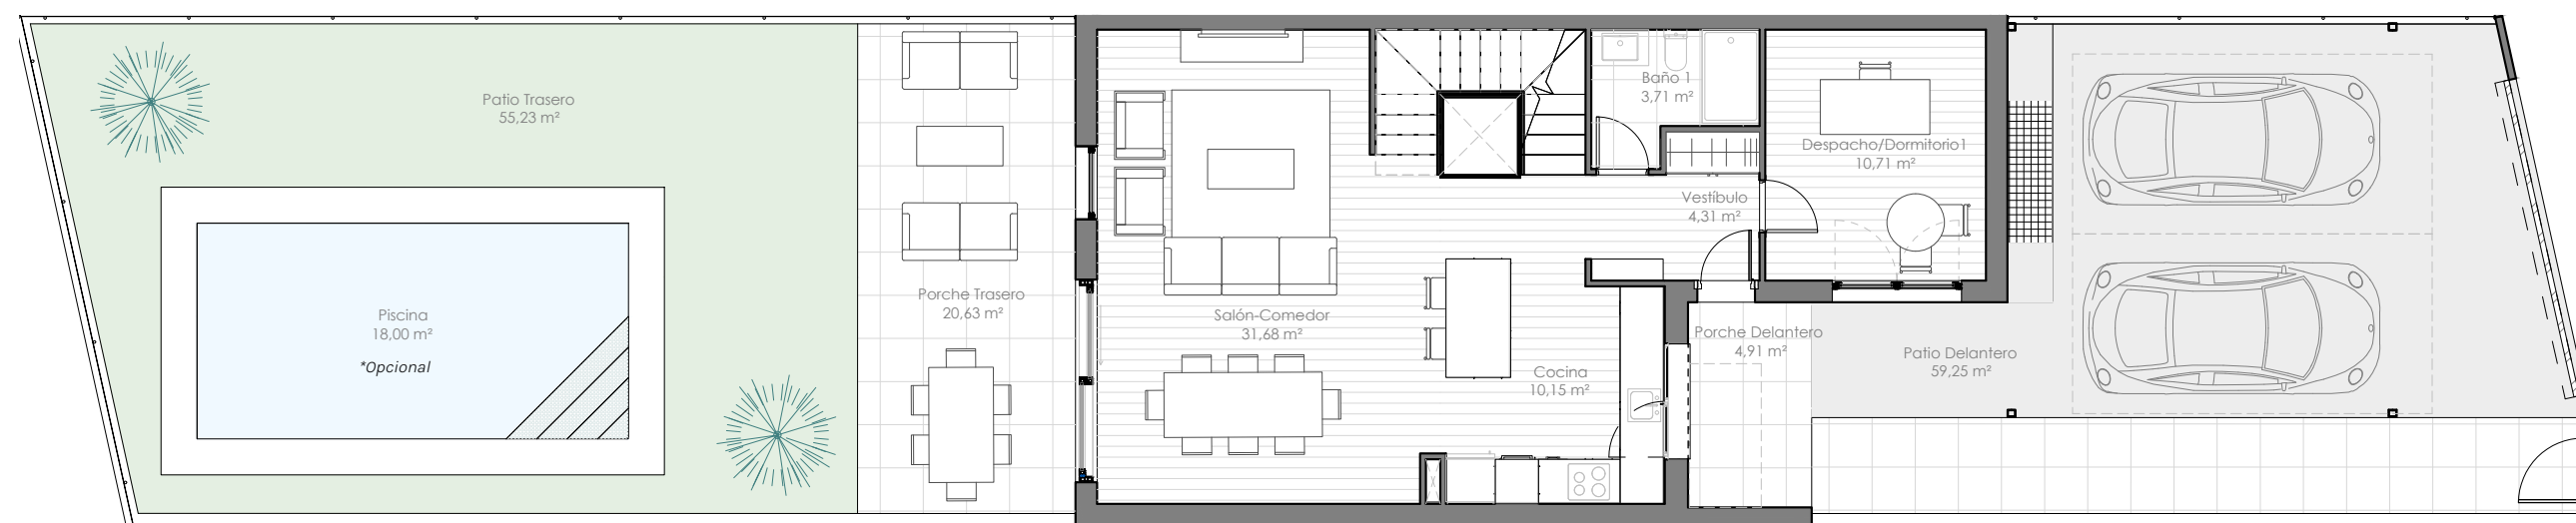 Patio Trasero
55,23 m²
Piscina
18,00 m²
*Opcional
Porche Trasero
20,63 m²
Salón-Comedor
31,68 m²
Cocina
10,15 m²
Baño 1
3,71 m²
Vestíbulo
4,31 m²
Despacho/Dormitorio1
10,71 m²
Porche Delantero
4,91 m²
Patio Delantero
59,25 m²